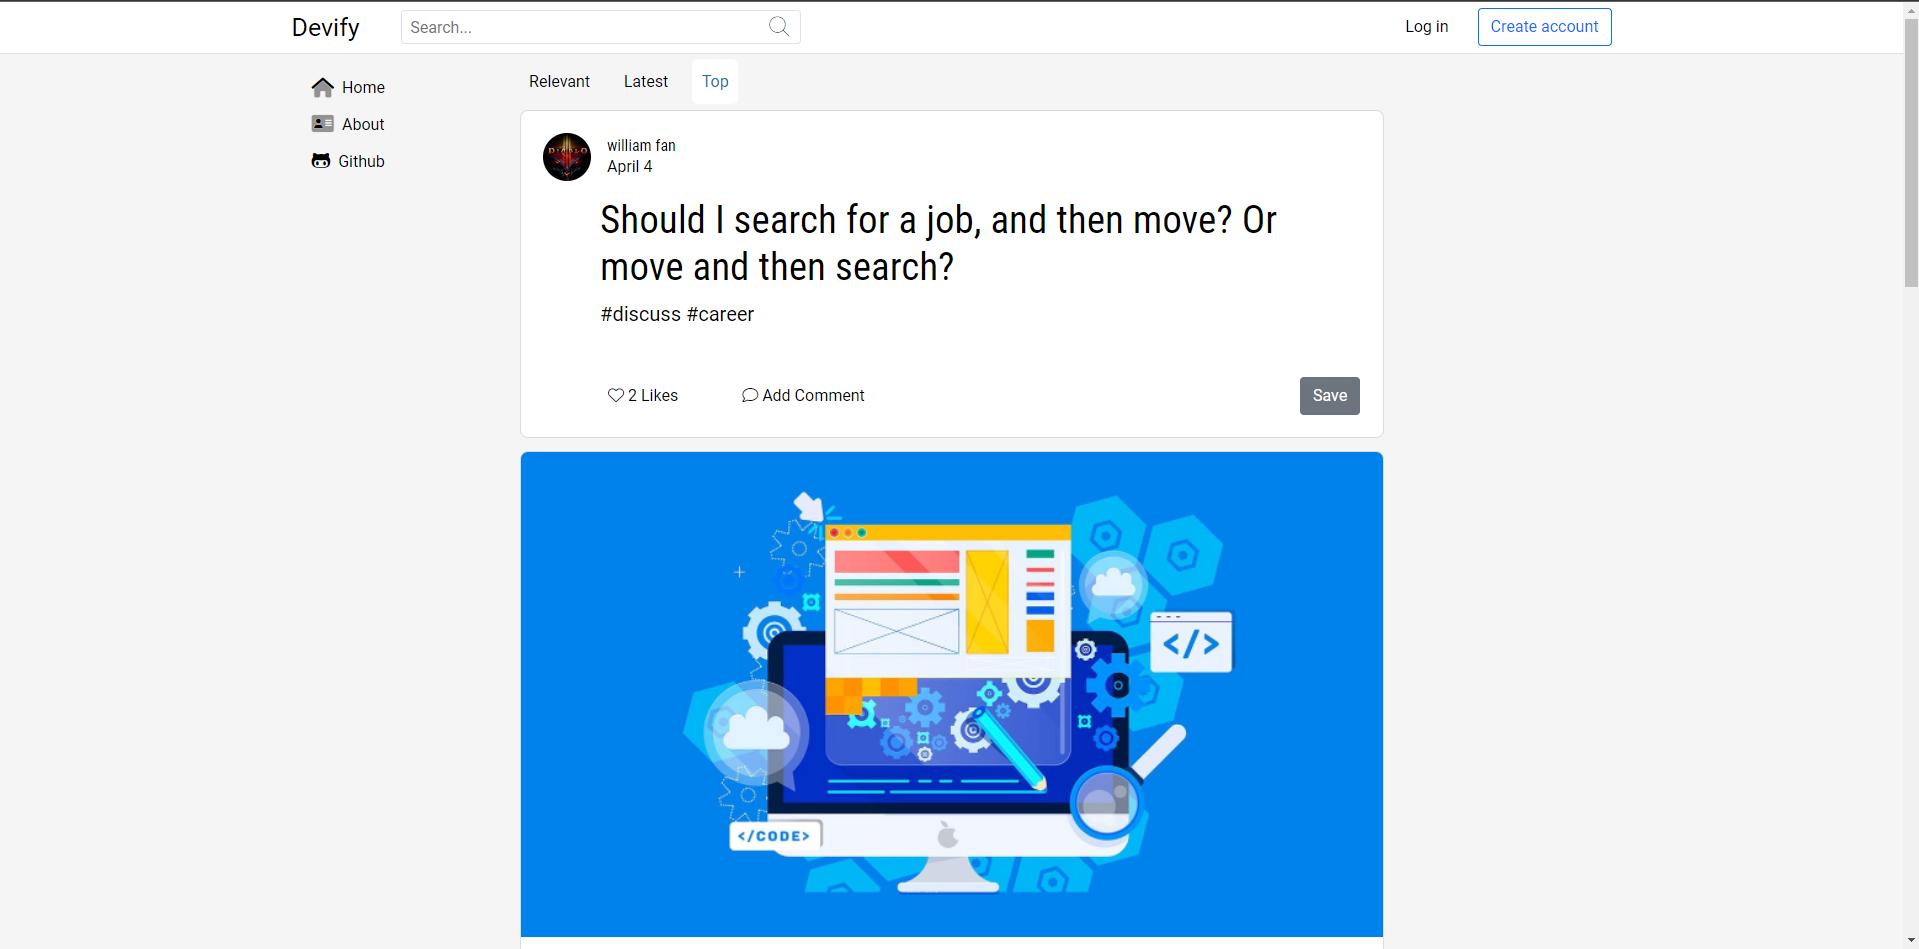 Devify
Search...
Log in
Create account
Home
About
Github
Relevant
Latest
Top
DIABLO
william fan
April 4
Should I search for a job, and then move? Or
move and then search?
#discuss #career
2 Likes
Add Comment
Save
</>
</CODE>